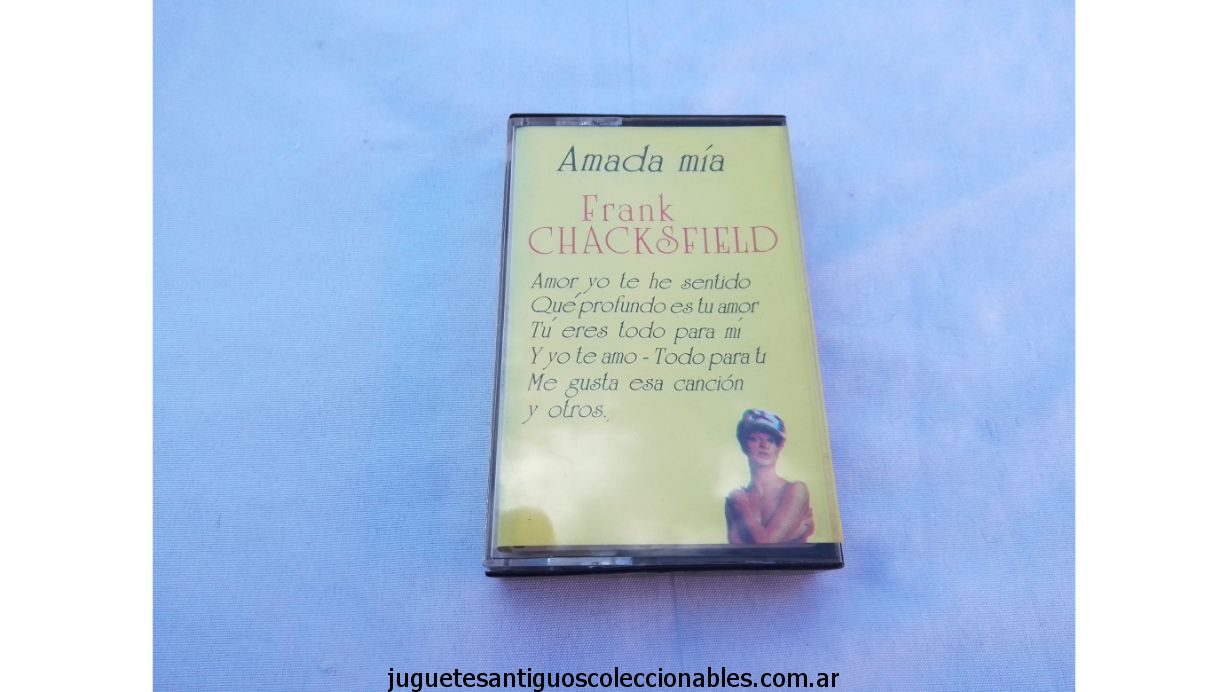 Amada mía
Frank
CHACKSFIELD
Amor yo te he sentido
Qué profundo es tu amor
Tú eres todo para mí
Y yo te amo - Todo para ti
Me gusta esa canción
y otros.
juguetesantiguoscoleccionables.com.ar